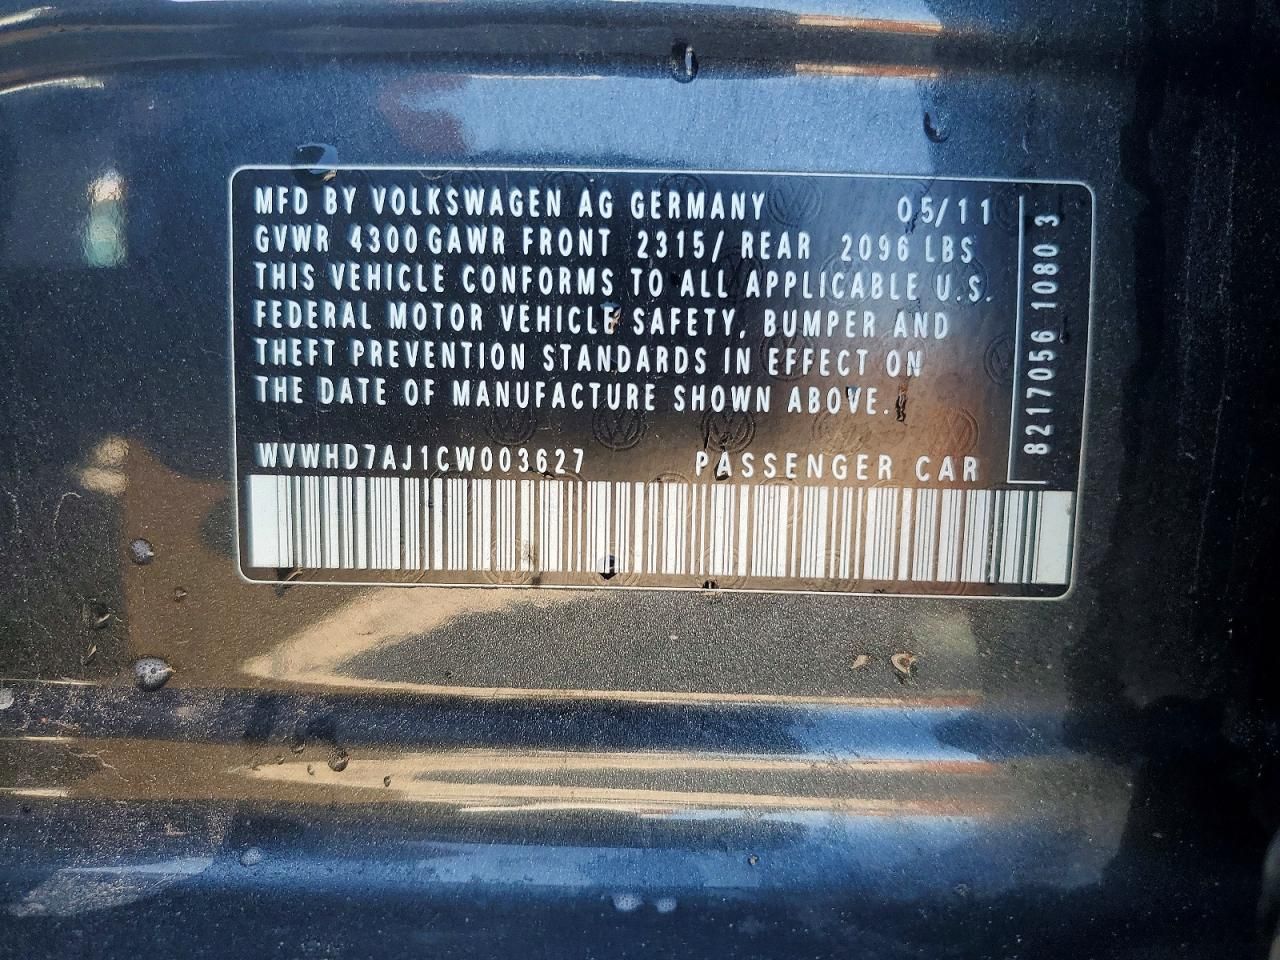 MFD BY VOLKSWAGEN AG GERMANY 05/11
GVWR 4300 GAWR FRONT 2315/ REAR 2096 LBS
THIS VEHICLE CONFORMS TO ALL APPLICABLE U.S.
FEDERAL MOTOR VEHICLE SAFETY, BUMPER AND
THEFT PREVENTION STANDARDS IN EFFECT ON
THE DATE OF MANUFACTURE SHOWN ABOVE.
WVWHD7AJ1CW003627 PASSENGER CAR
8217056 1080 3